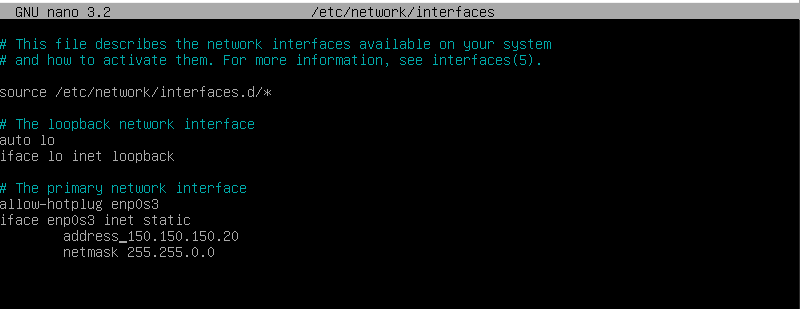 GNU nano 3.2 /etc/network/interfaces
# This file describes the network interfaces available on your system
# and how to activate them. For more information, see interfaces(5).
source /etc/network/interfaces.d/*
# The loopback network interface
auto lo
iface lo inet loopback
# The primary network interface
allow-hotplug enp0s3
iface enp0s3 inet static
address 150.150.150.20
netmask 255.255.0.0